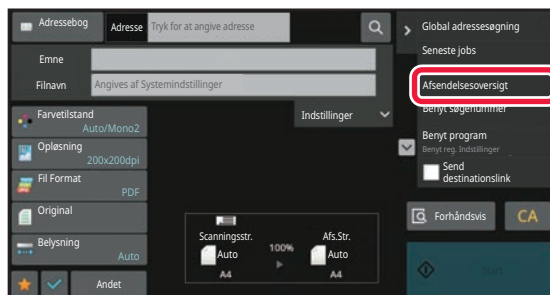 Adressebog
Adresse
Tryk for at angive adresse
Emne
Filnavn
Angives af Systemindstillinger
Farvetilstand
Auto/Mono2
Opløsning
200x200dpi
Fil Format
PDF
Original
Belysning
Auto
Andet
Indstillinger
Scanningsstr.
Auto
A4
100%
Afs.Str.
Auto
A4
Global adressesøgning
Seneste jobs
Afsendelsesoversigt
Benyt søgenummer
Benyt program
Benyt reg. Indstillinger
Send
destinationslink
Forhåndsvis
CA
Start